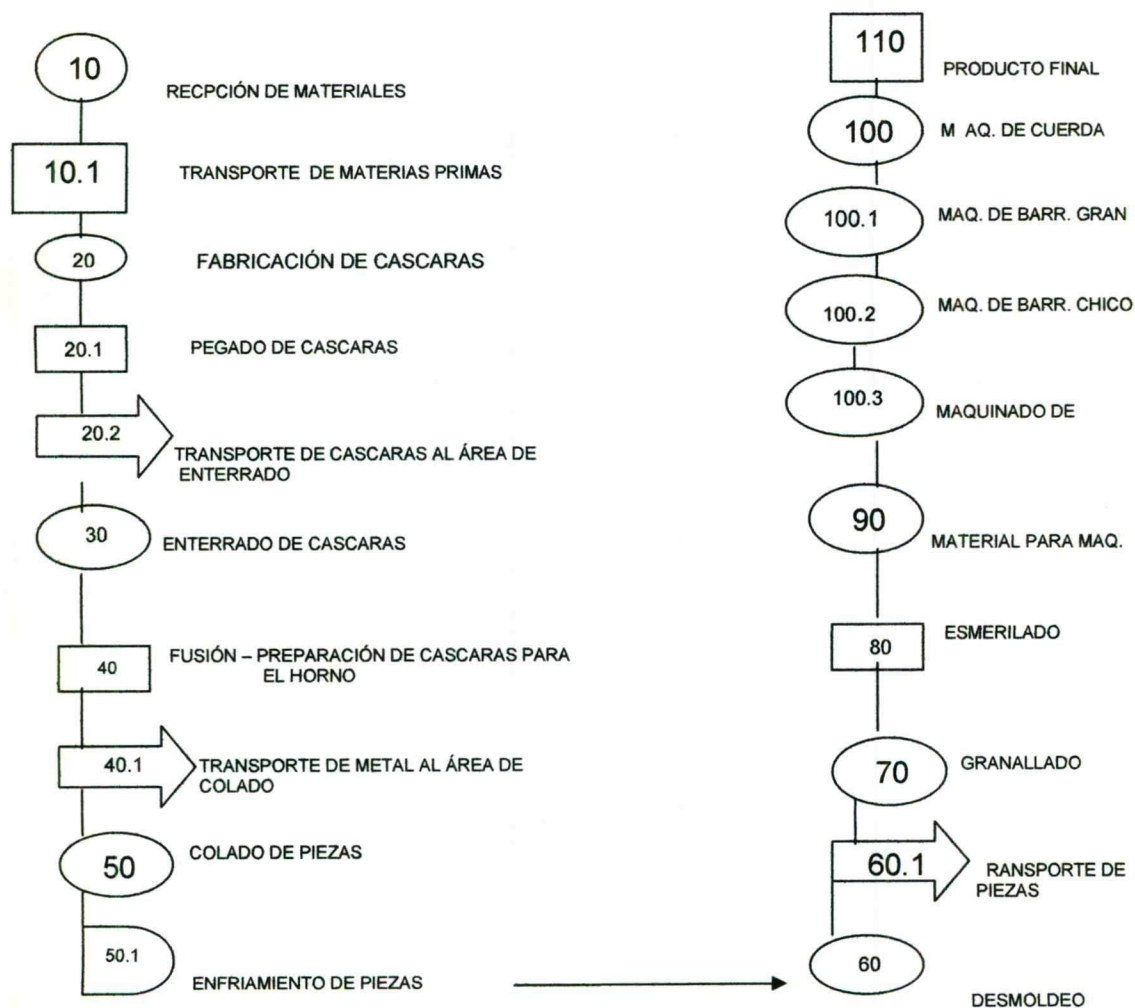 10
RECPCIÓN DE MATERIALES
10.1
TRANSPORTE DE MATERIAS PRIMAS
20
FABRICACIÓN DE CASCARAS
20.1
PEGADO DE CASCARAS
20.2
TRANSPORTE DE CASCARAS AL ÁREA DE
ENTERRADO
30
ENTERRADO DE CASCARAS
40
FUSIÓN – PREPARACIÓN DE CASCARAS PARA
EL HORNO
40.1
TRANSPORTE DE METAL AL ÁREA DE
COLADO
50
COLADO DE PIEZAS
50.1
ENFRIAMIENTO DE PIEZAS
110
PRODUCTO FINAL
100
M AQ. DE CUERDA
100.1
MAQ. DE BARR. GRAN
100.2
MAQ. DE BARR. CHICO
100.3
MAQUINADO DE
90
MATERIAL PARA MAQ.
80
ESMERILADO
70
GRANALLADO
60.1
RANSPORTE DE
PIEZAS
60
DESMOLDEO